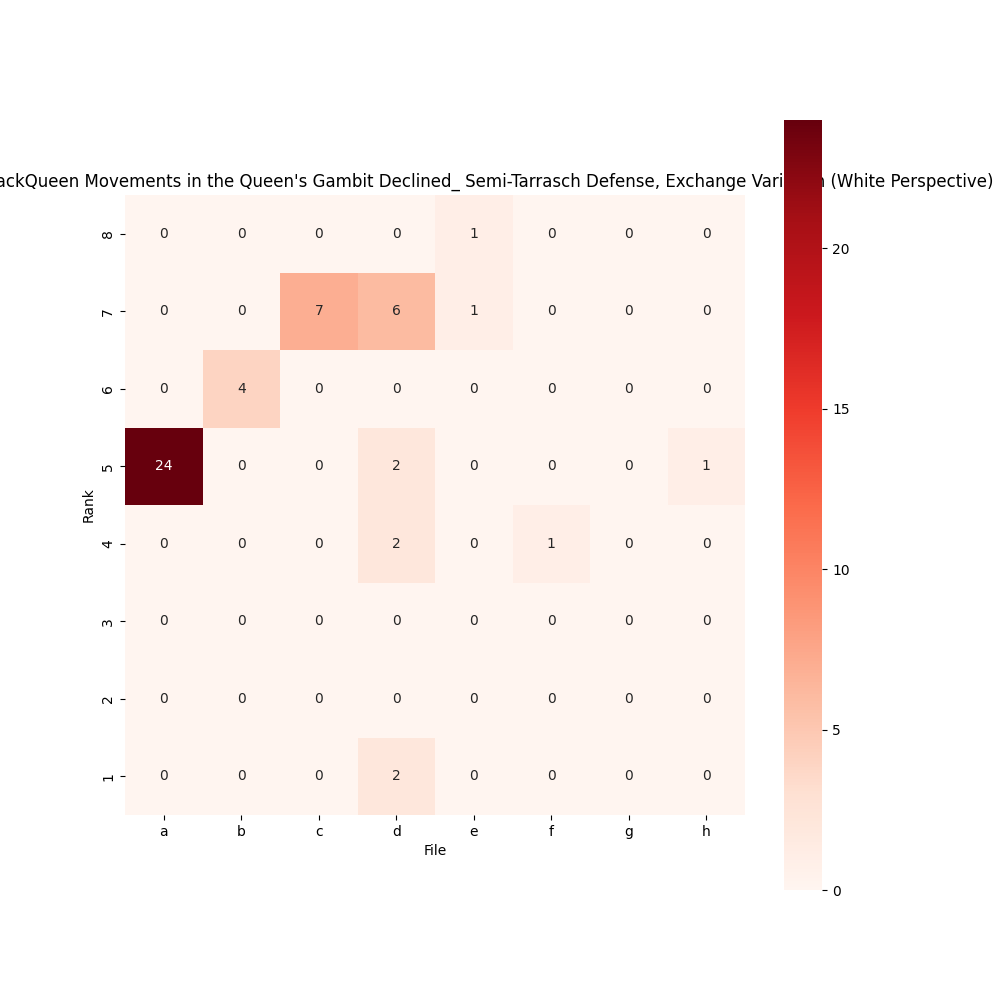 ackQueen Movements in the Queen's Gambit Declined_ Semi-Tarrasch Defense, Exchange Variation (White Perspective)
8 0 0 0 0 1 0 0 0
7 0 0 7 6 1 0 0 0
6 0 4 0 0 0 0 0 0
5 24 0 0 2 0 0 0 1
4 0 0 0 2 0 1 0 0
3 0 0 0 0 0 0 0 0
2 0 0 0 0 0 0 0 0
1 0 0 0 2 0 0 0 0
Rank
a b c d e f g h
File
20
15
10
5
0